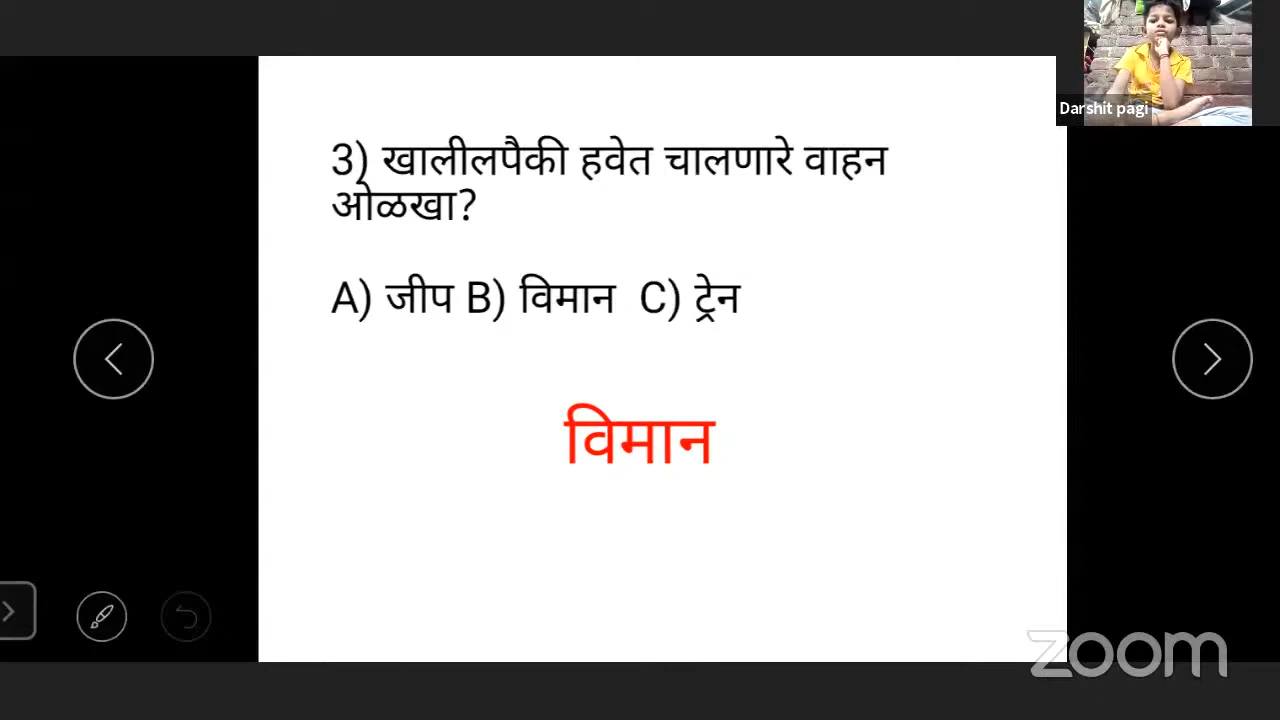 Darshit pagi
3) खालीलपैकी हवेत चालणारे वाहन
ओळखा?
A) जीप B) विमान C) ट्रेन
विमान
zoom